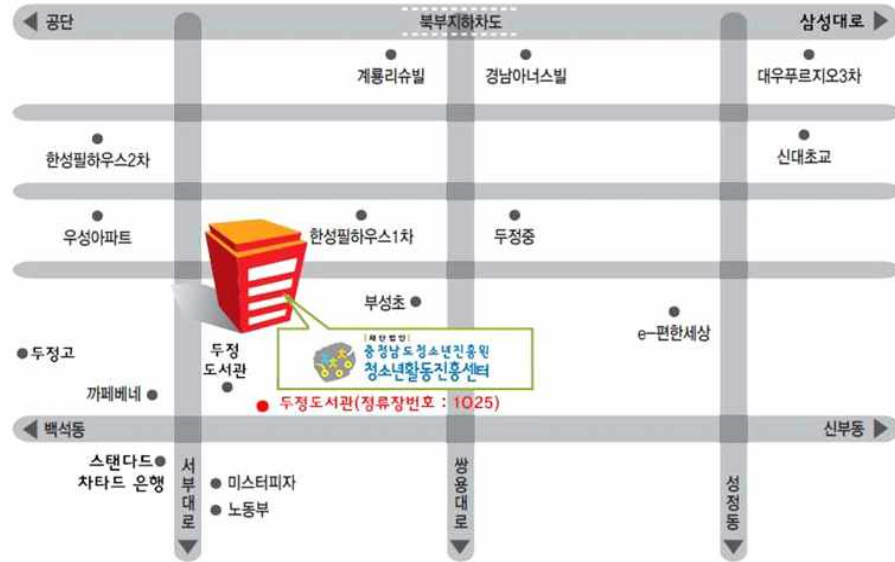 공단
북부지하차도
삼성대로
계룡리슈빌
경남아너스빌
대우푸르지오3차
한성필하우스2차
신대초교
우성아파트
한성필하우스1차
두정중
부성초
e-편한세상
두정고
두정
도서관
[재단법인]
충청남도청소년진흥원
청소년활동진흥센터
까페베네
두정도서관(정류장번호 : 1025)
백석동
신부동
스탠다드
차타드 은행
서부대로
미스터피자
노동부
쌍용대로
성정동